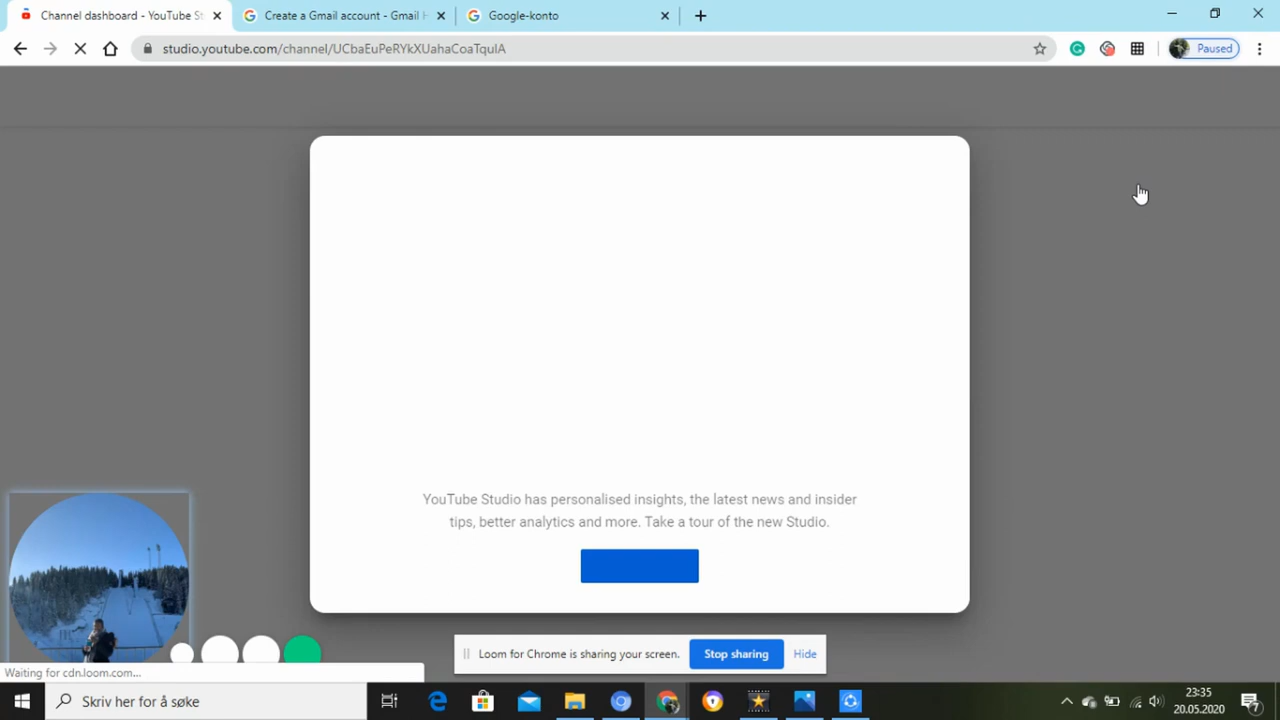 Channel dashboard - YouTube St
Create a Gmail account - Gmail H
Google-konto
studio.youtube.com/channel/UCbaEuPeRYkXUahaCoaTqulA
Paused
YouTube Studio has personalised insights, the latest news and insider
tips, better analytics and more. Take a tour of the new Studio.
Loom for Chrome is sharing your screen.
Stop sharing
Hide
Waiting for cdn.loom.com...
Skriv her for å søke
23:35
20.05.2020
7